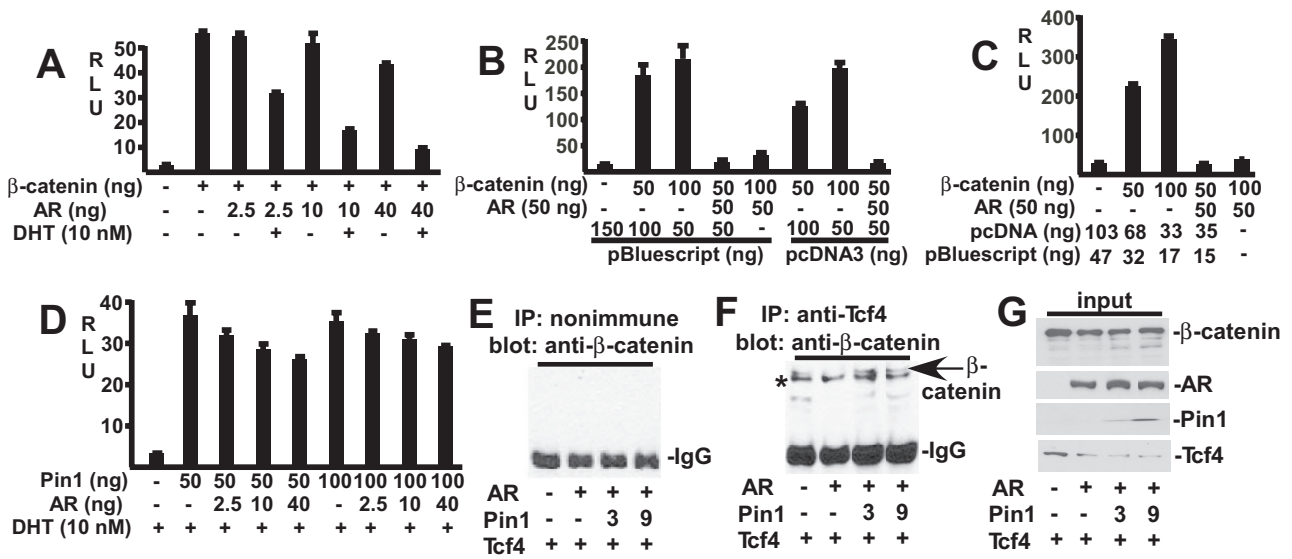 A
R
L
U
50
40
30
20
10
β-catenin (ng) - + + + + + + +
AR (ng) - - 2.5 2.5 10 10 40 40
DHT (10 nM) - - - + - + - +
B
R
L
U
250
200
150
100
50
β-catenin (ng) - 50 100 50 100 50 100 50
AR (50 ng) - - - 50 50 - - 50
150 100 50 50 - 100 50 50
pBluescript (ng) pcDNA3 (ng)
C
R
L
U
400
300
200
100
β-catenin (ng) - 50 100 50 100
AR (50 ng) - - - 50 50
pcDNA (ng) 103 68 33 35 -
pBluescript (ng) 47 32 17 15 -
D
R
L
U
40
30
20
10
Pin1 (ng) - 50 50 50 50 100 100 100 100
AR (ng) - - 2.5 10 40 - 2.5 10 40
DHT (10 nM) + + + + + + + + +
E
IP: nonimmune
blot: anti-β-catenin
-IgG
AR - + + +
Pin1 - - 3 9
Tcf4 + + + +
F
IP: anti-Tcf4
blot: anti-β-catenin
*
β-
catenin
-IgG
AR - + + +
Pin1 - - 3 9
Tcf4 + + + +
G
input
-β-catenin
-AR
-Pin1
-Tcf4
AR - + + +
Pin1 - - 3 9
Tcf4 + + + +